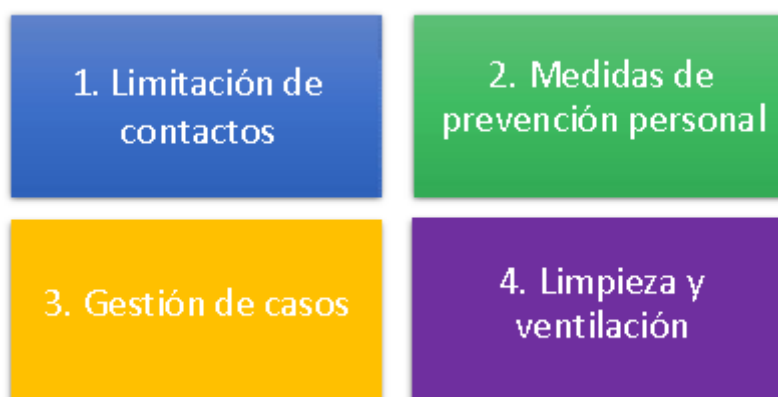 1. Limitación de
contactos
2. Medidas de
prevención personal
3. Gestión de casos
4. Limpieza y
ventilación